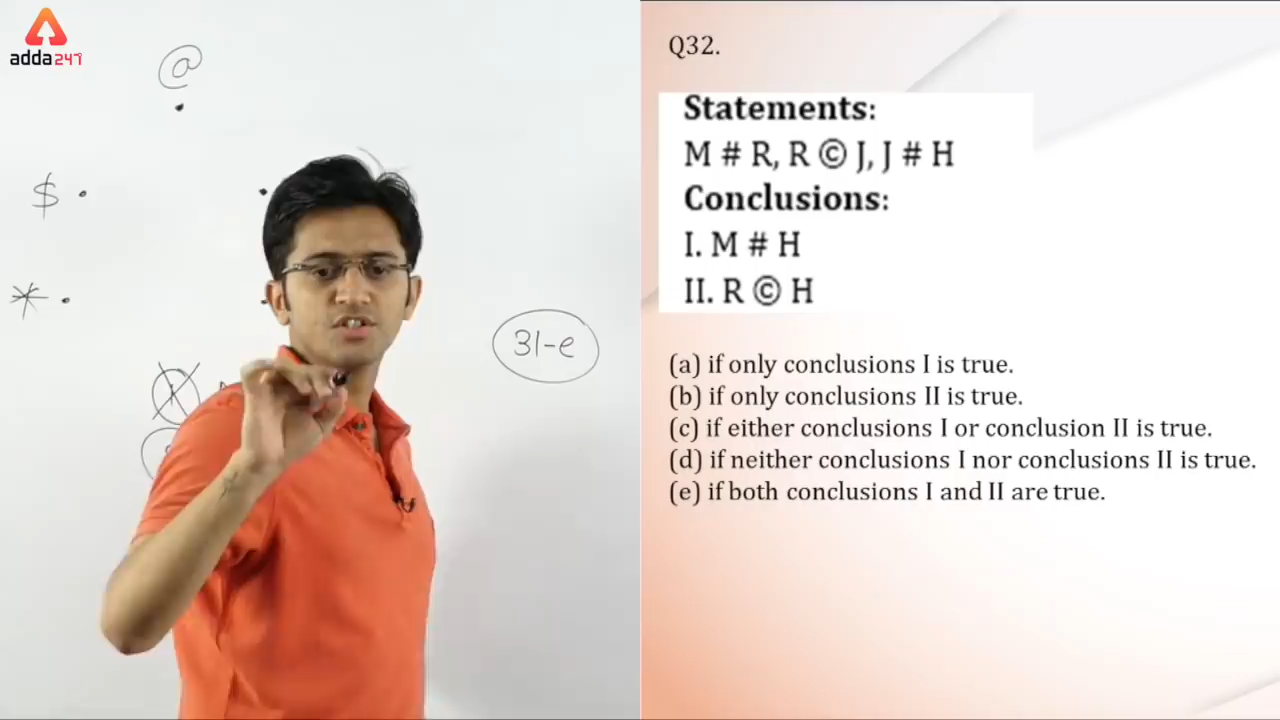 adda247
@
$
*
31-e
Q32.
Statements:
M # R, R © J, J # H
Conclusions:
I. M # H
II. R © H
(a) if only conclusions I is true.
(b) if only conclusions II is true.
(c) if either conclusions I or conclusion II is true.
(d) if neither conclusions I nor conclusions II is true.
(e) if both conclusions I and II are true.